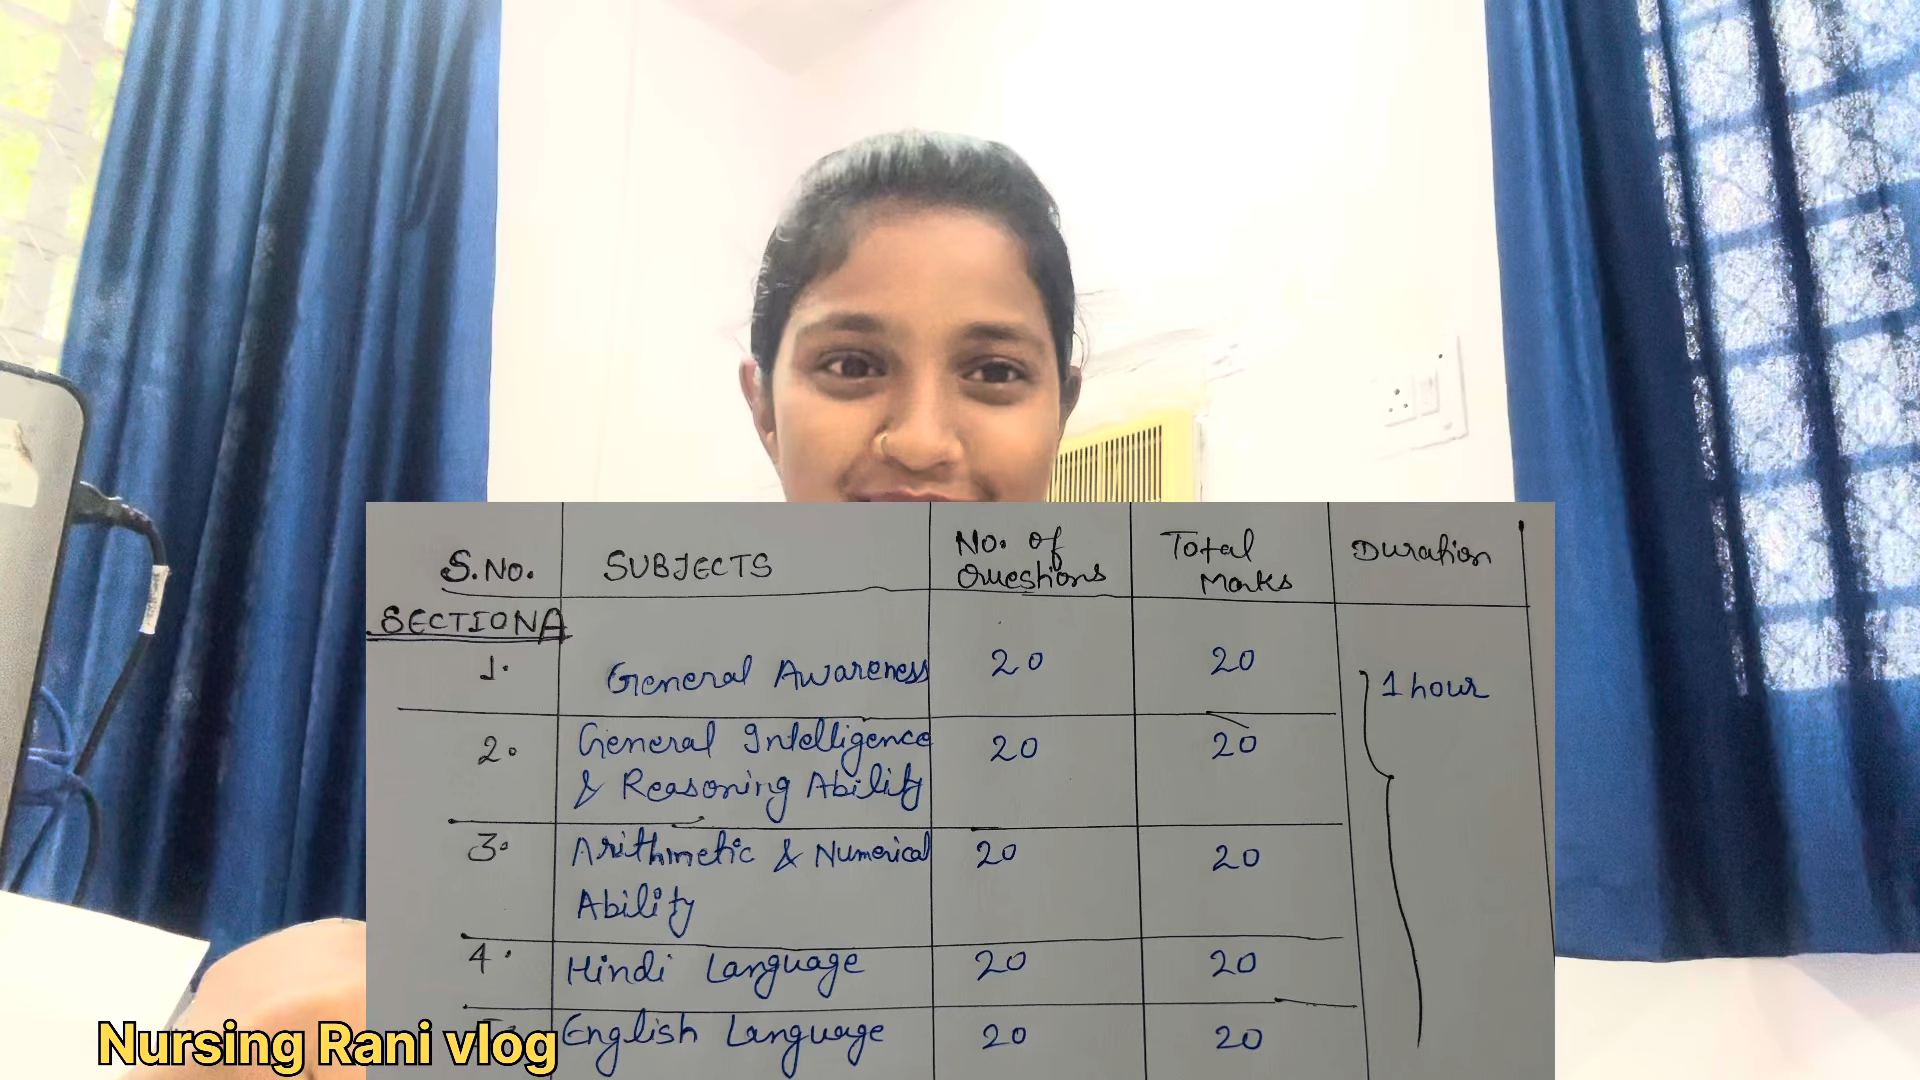 S.No. SUBJECTS No. of Questions Total Marks Duration
SECTION A
1. General Awareness 20 20 1 hour
2. General Intelligence 20 20
& Reasoning Ability
3. Arithmetic & Numerical 20 20
Ability
4. Hindi Language 20 20
English Language 20 20
Nursing Rani vlog